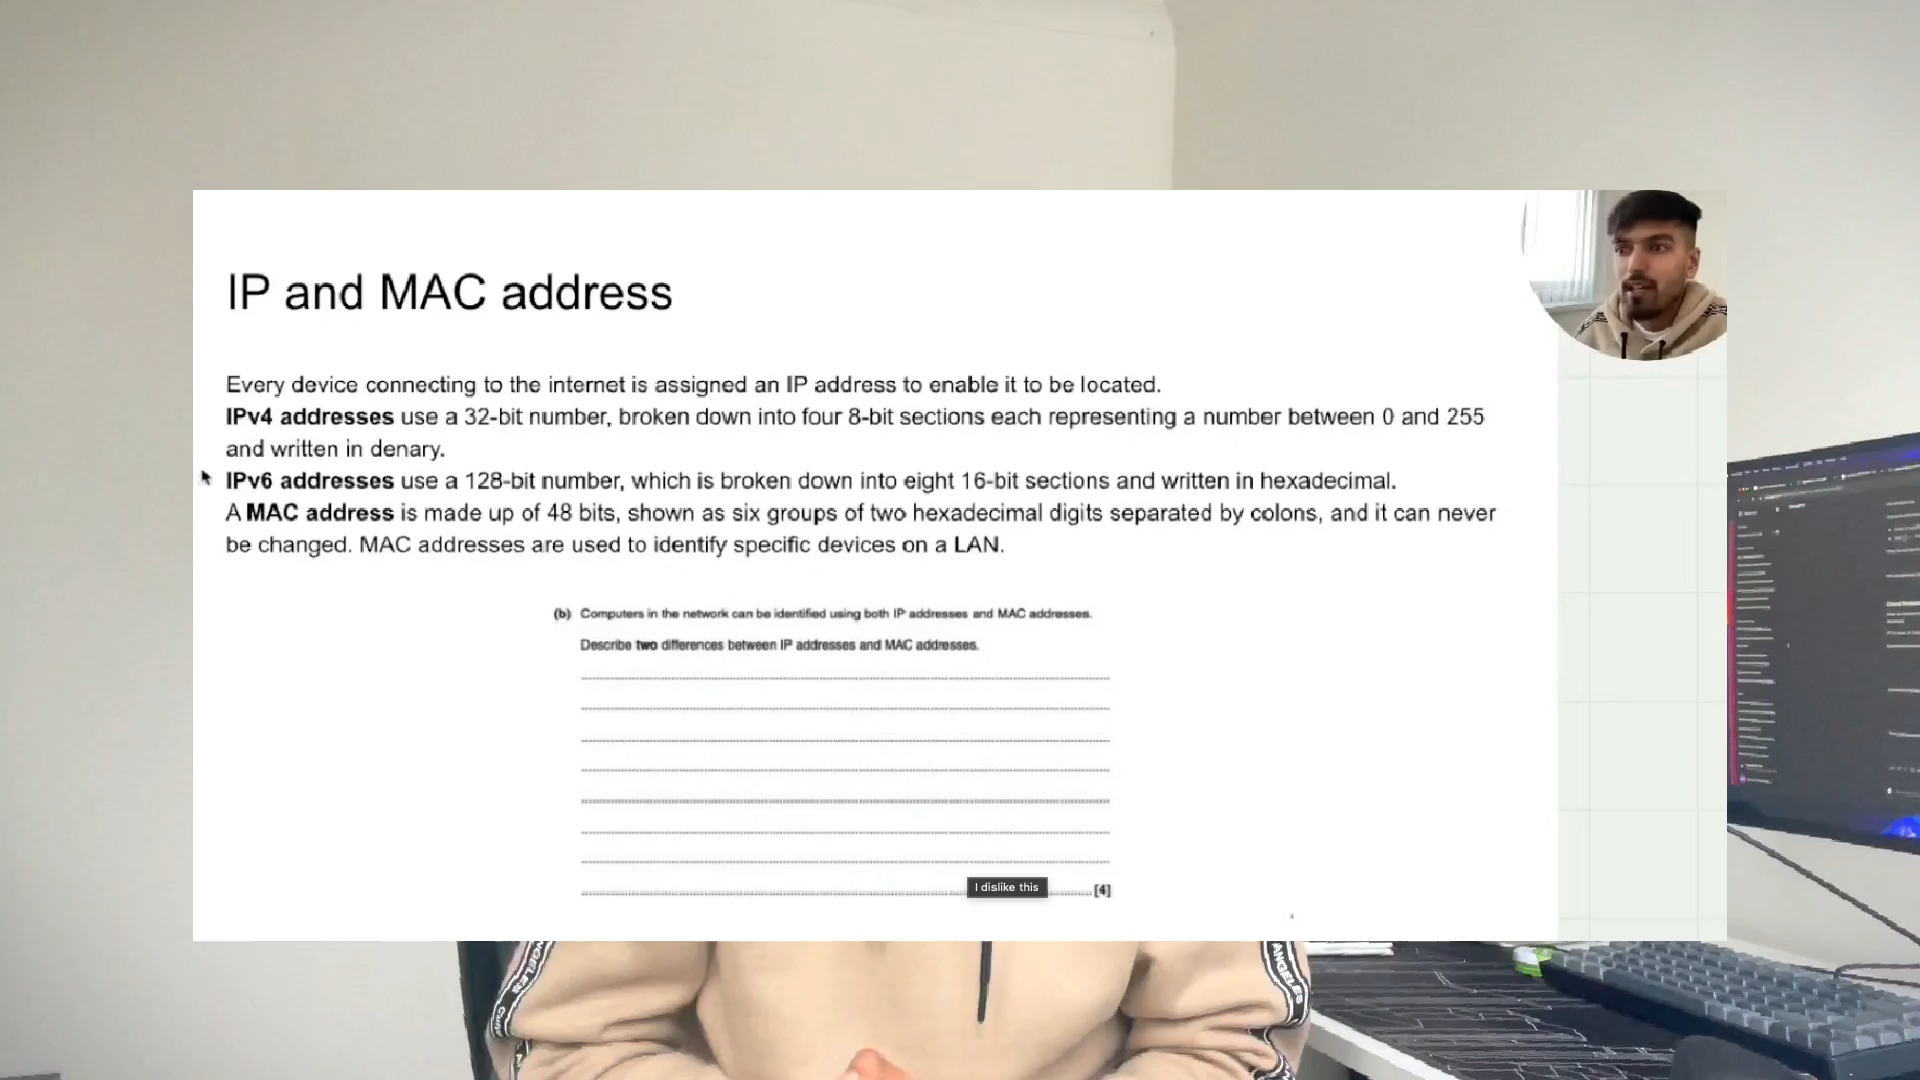 IP and MAC address
Every device connecting to the internet is assigned an IP address to enable it to be located.
IPv4 addresses use a 32-bit number, broken down into four 8-bit sections each representing a number between 0 and 255
and written in denary.
IPv6 addresses use a 128-bit number, which is broken down into eight 16-bit sections and written in hexadecimal.
A MAC address is made up of 48 bits, shown as six groups of two hexadecimal digits separated by colons, and it can never
be changed. MAC addresses are used to identify specific devices on a LAN.
(b) Computers in the network can be identified using both IP addresses and MAC addresses.
Describe two differences between IP addresses and MAC addresses.
I dislike this
[4]
ANGELES
ANGELES